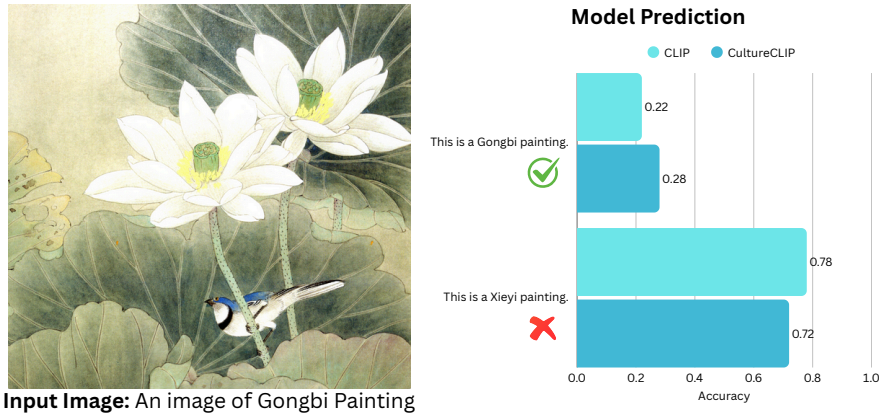 Model Prediction
CLIP CultureCLIP
This is a Gongbi painting.
0.22
0.28
This is a Xieyi painting.
0.78
0.72
0.0 0.2 0.4 0.6 0.8 1.0
Accuracy
Input Image: An image of Gongbi Painting